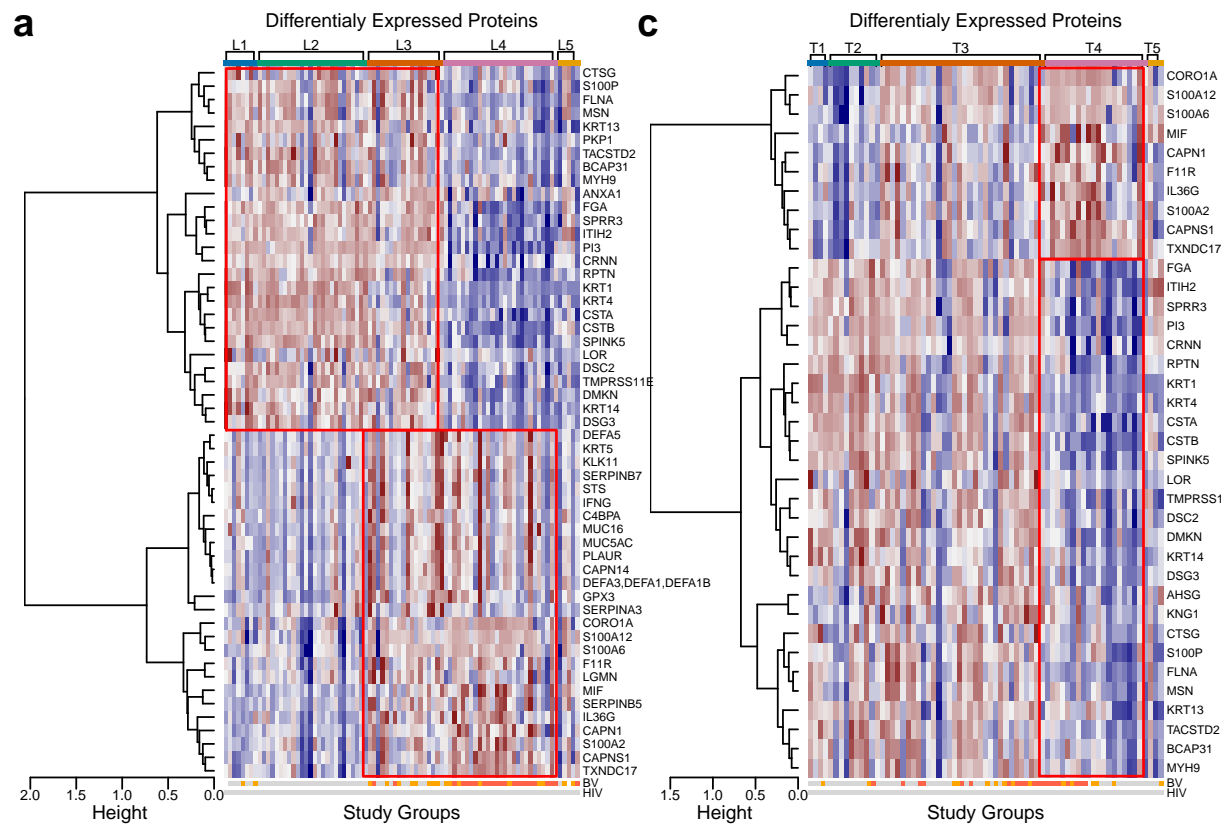 a
Differentialy Expressed Proteins
L1 L2 L3 L4 L5
CTSG
S100P
FLNA
MSN
KRT13
PKP1
TACSTD2
BCAP31
MYH9
ANXA1
FGA
SPRR3
ITIH2
PI3
CRNN
RPTN
KRT1
KRT4
CSTA
CSTB
SPINK5
LOR
DSC2
TMPRSS11E
DMKN
KRT14
DSG3
DEFA5
KRT5
KLK11
SERPINB7
STS
IFNG
C4BPA
MUC16
MUC5AC
PLAUR
CAPN14
DEFA3,DEFA1,DEFA1B
GPX3
SERPINA3
CORO1A
S100A12
S100A6
F11R
LGMN
MIF
SERPINB5
IL36G
CAPN1
S100A2
CAPNS1
TXNDC17
BV
HIV
2.0 1.5 1.0 0.5 0.0
Height
Study Groups
c
Differentialy Expressed Proteins
T1 T2 T3 T4 T5
CORO1A
S100A12
S100A6
MIF
CAPN1
F11R
IL36G
S100A2
CAPNS1
TXNDC17
FGA
ITIH2
SPRR3
PI3
CRNN
RPTN
KRT1
KRT4
CSTA
CSTB
SPINK5
LOR
TMPRSS1
DSC2
DMKN
KRT14
DSG3
AHSG
KNG1
CTSG
S100P
FLNA
MSN
KRT13
TACSTD2
BCAP31
MYH9
BV
HIV
1.5 1.0 0.5 0.0
Height
Study Groups